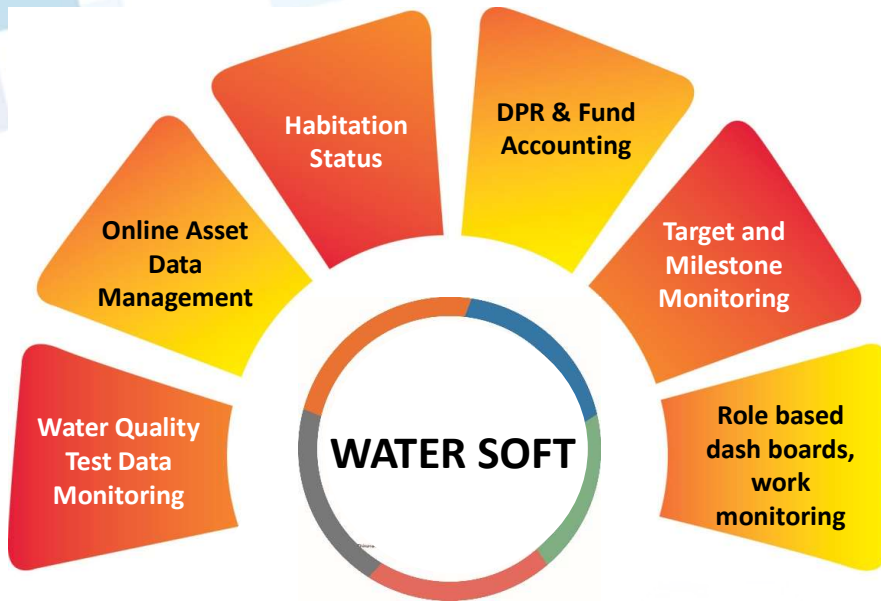 Water Quality
Test Data
Monitoring
Online Asset
Data
Management
Habitation
Status
DPR & Fund
Accounting
Target and
Milestone
Monitoring
Role based
dash boards,
work
monitoring
WATER SOFT